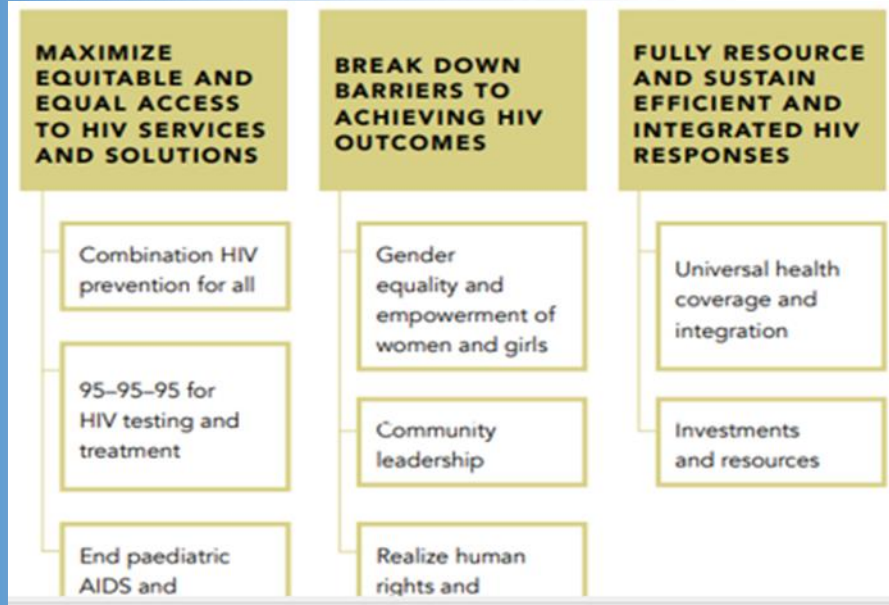 MAXIMIZE
EQUITABLE AND
EQUAL ACCESS
TO HIV SERVICES
AND SOLUTIONS
Combination HIV
prevention for all
95–95–95 for
HIV testing and
treatment
End paediatric
AIDS and
BREAK DOWN
BARRIERS TO
ACHIEVING HIV
OUTCOMES
Gender
equality and
empowerment of
women and girls
Community
leadership
Realize human
rights and
FULLY RESOURCE
AND SUSTAIN
EFFICIENT AND
INTEGRATED HIV
RESPONSES
Universal health
coverage and
integration
Investments
and resources